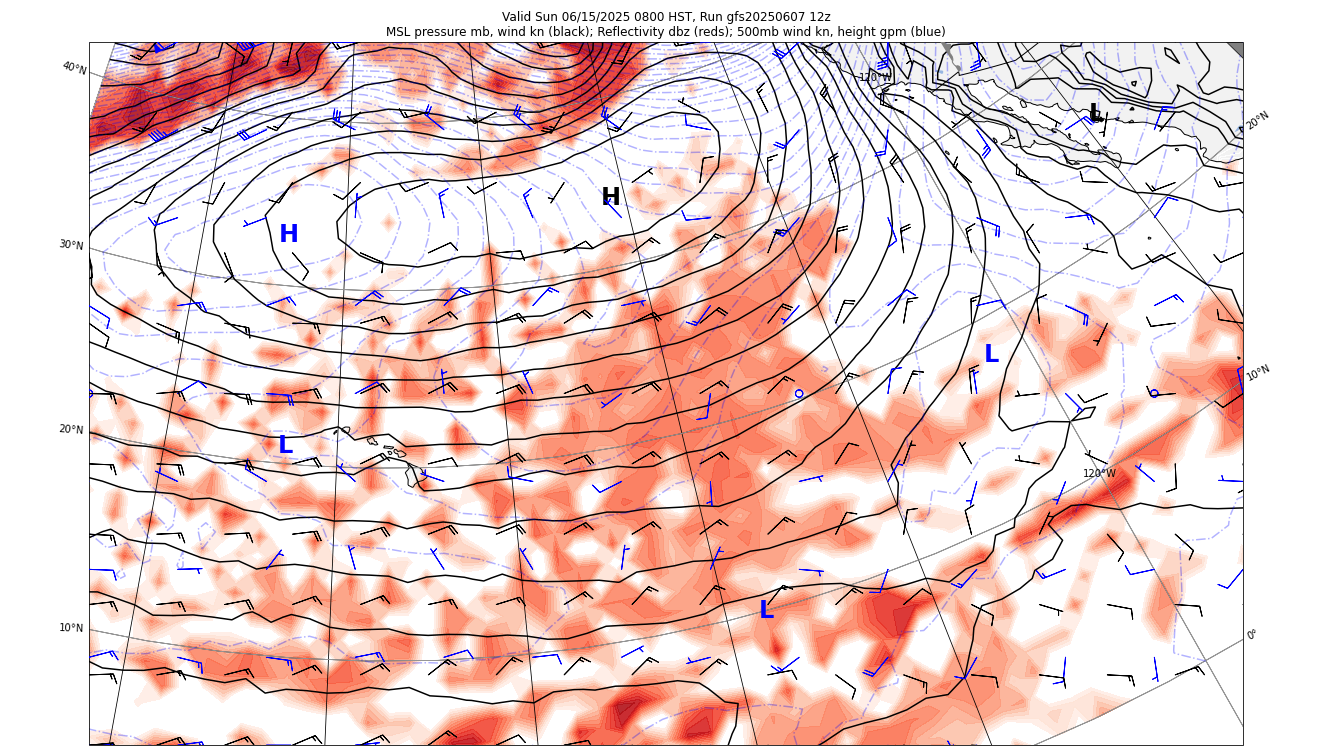 Valid Sun 06/15/2025 0800 HST, Run gfs20250607 12z
MSL pressure mb, wind kn (black); Reflectivity dbz (reds); 500mb wind kn, height gpm (blue)
40°N
120°W
L
20°N
H
H
30°N
L
10°N
20°N
L
120°W
L
10°N
0°